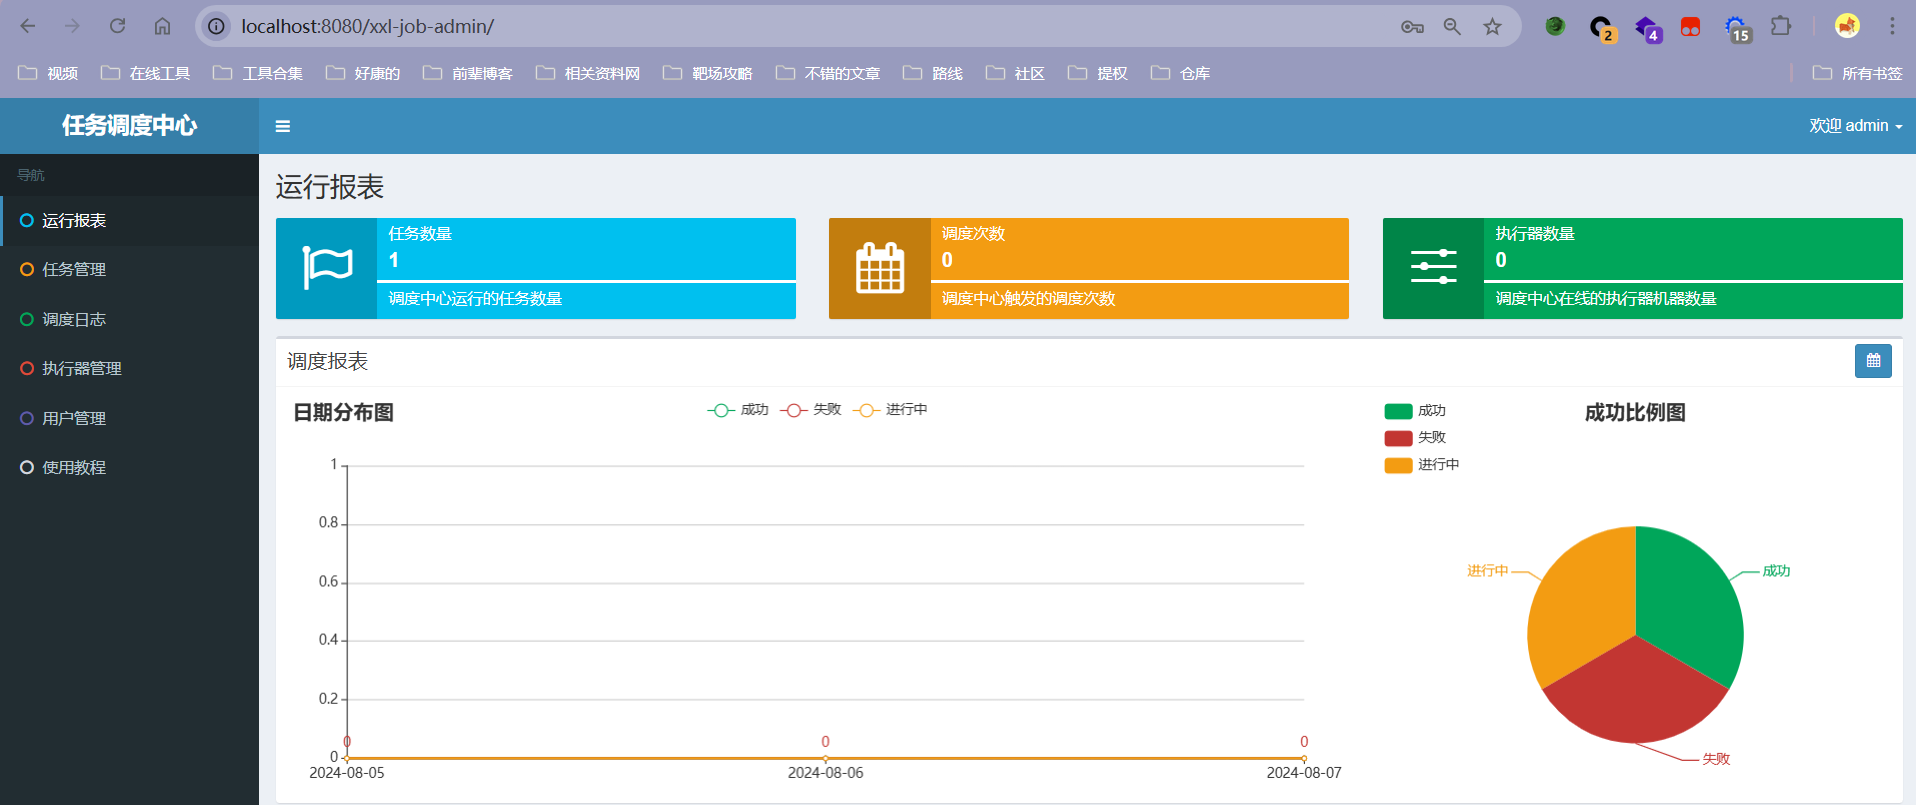 localhost:8080/xxl-job-admin/
2
4
15
视频 在线工具 工具合集 好康的 前辈博客 相关资料网 靶场攻略 不错的文章 路线 社区 提权 仓库 所有书签
任务调度中心
欢迎 admin
导航
运行报表
任务管理
调度日志
执行器管理
用户管理
使用教程
运行报表
任务数量
1
调度中心运行的任务数量
调度次数
0
调度中心触发的调度次数
执行器数量
0
调度中心在线的执行器机器数量
调度报表
日期分布图
成功 失败 进行中
1
0.8
0.6
0.4
0.2
0
0 0 0
2024-08-05 2024-08-06 2024-08-07
成功
失败
进行中
成功比例图
进行中
成功
失败